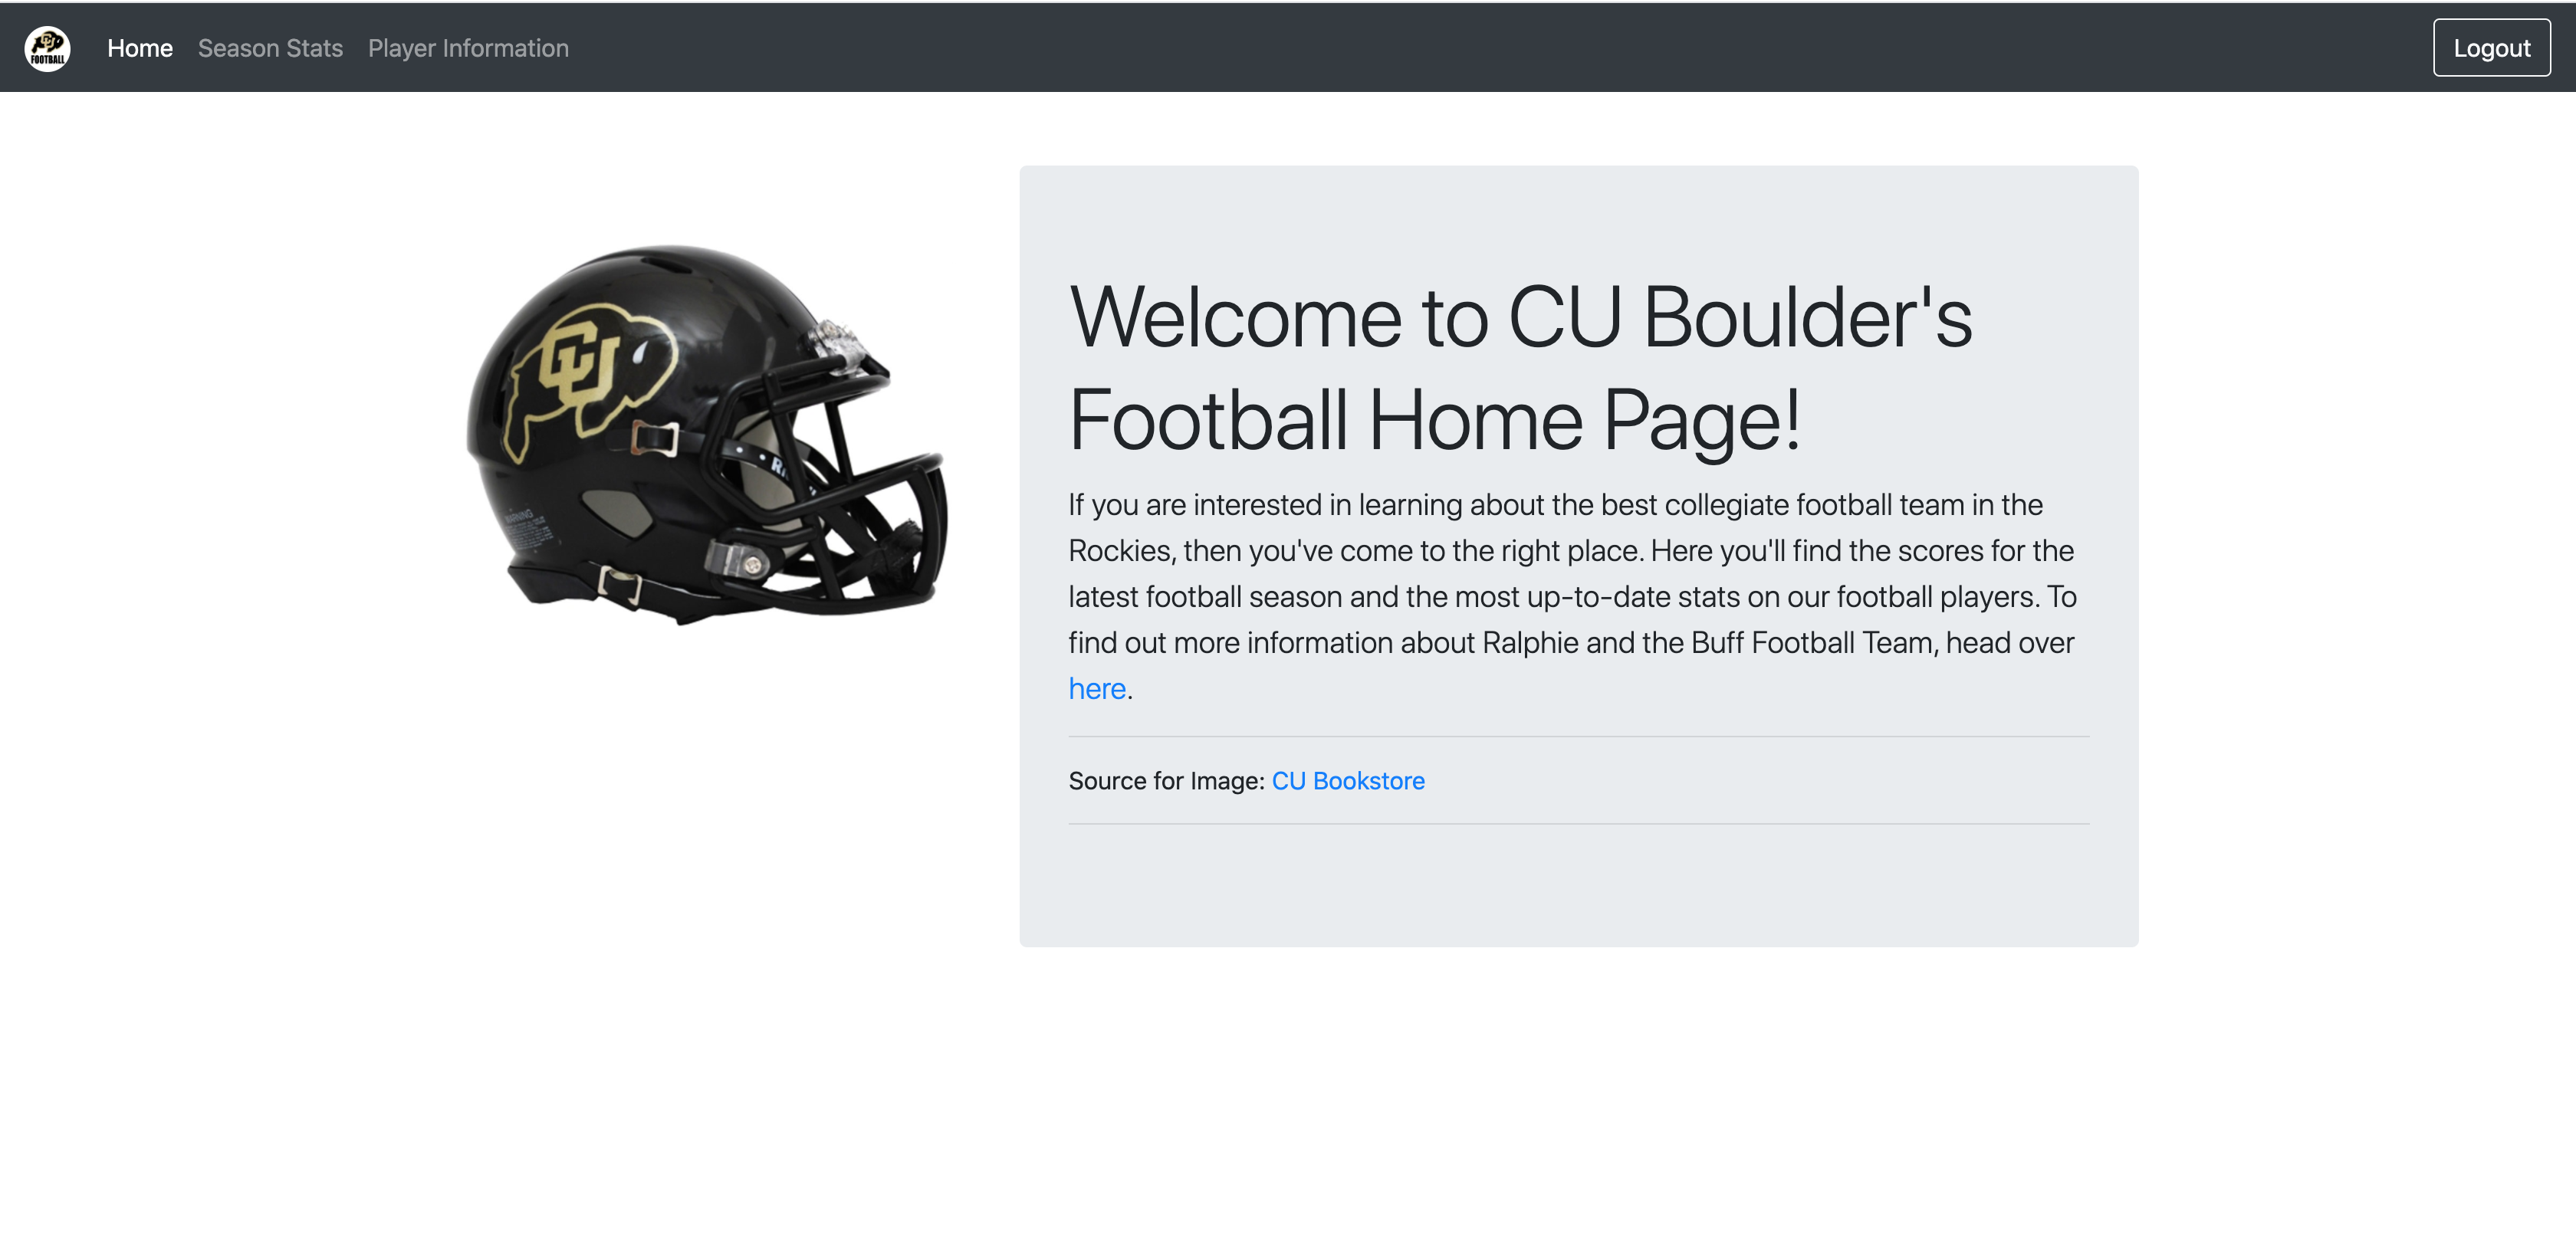 FOOTBALL
Home Season Stats Player Information Logout
CU
WARNING
Welcome to CU Boulder's
Football Home Page!
If you are interested in learning about the best collegiate football team in the
Rockies, then you've come to the right place. Here you'll find the scores for the
latest football season and the most up-to-date stats on our football players. To
find out more information about Ralphie and the Buff Football Team, head over
here.
Source for Image: CU Bookstore